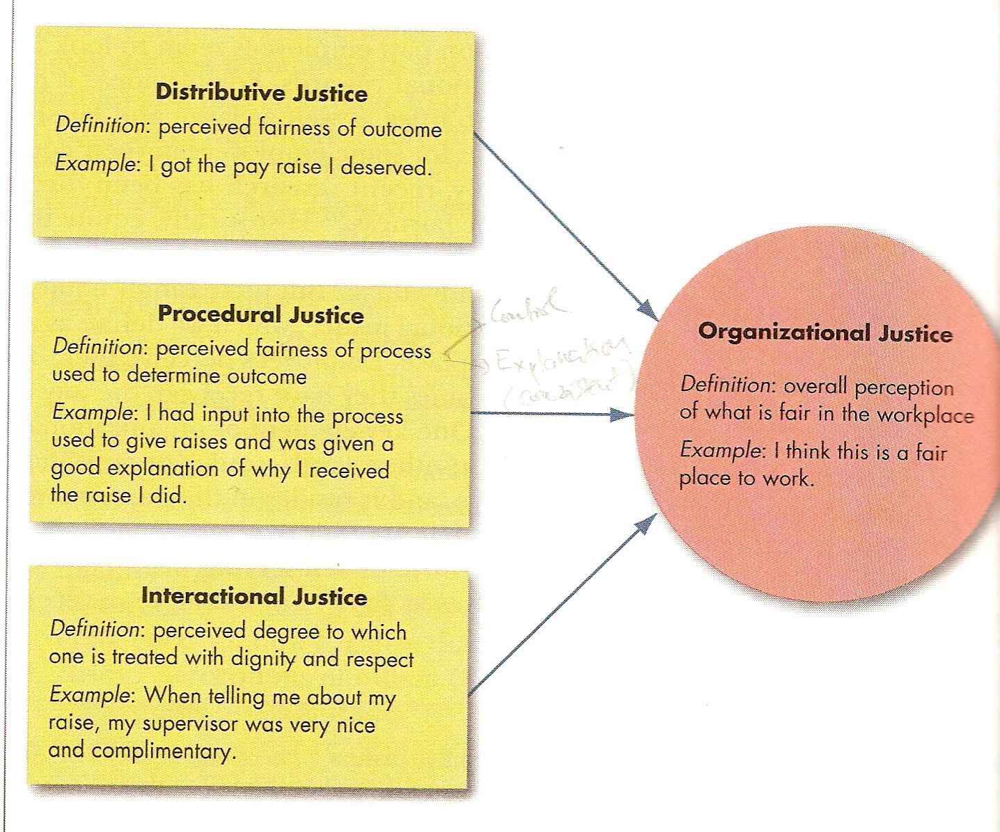 Distributive Justice
Definition: perceived fairness of outcome
Example: I got the pay raise I deserved.
Procedural Justice
Definition: perceived fairness of process
used to determine outcome
Example: I had input into the process
used to give raises and was given a
good explanation of why I received
the raise I did.
Control
Explanation
(consistent)
Interactional Justice
Definition: perceived degree to which
one is treated with dignity and respect
Example: When telling me about my
raise, my supervisor was very nice
and complimentary.
Organizational Justice
Definition: overall perception
of what is fair in the workplace
Example: I think this is a fair
place to work.